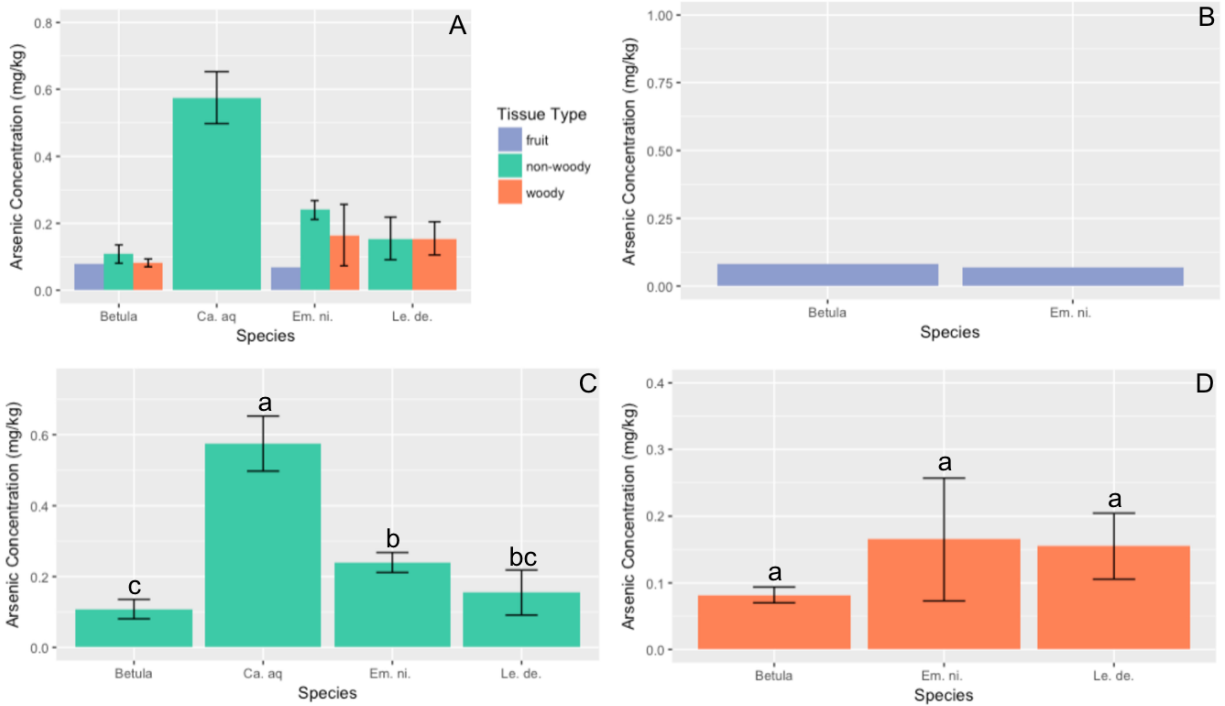 A
Arsenic Concentration (mg/kg)
0.8
0.6
0.4
0.2
0.0
Betula Ca. aq Em. ni. Le. de.
Species
Tissue Type
fruit
non-woody
woody
B
Arsenic Concentration (mg/kg)
1.00
0.75
0.50
0.25
0.00
Betula Em. ni.
Species
C
Arsenic Concentration (mg/kg)
0.6
0.4
0.2
0.0
c a b bc
Betula Ca. aq Em. ni. Le. de.
Species
D
Arsenic Concentration (mg/kg)
0.4
0.3
0.2
0.1
0.0
a a a
Betula Em. ni. Le. de.
Species